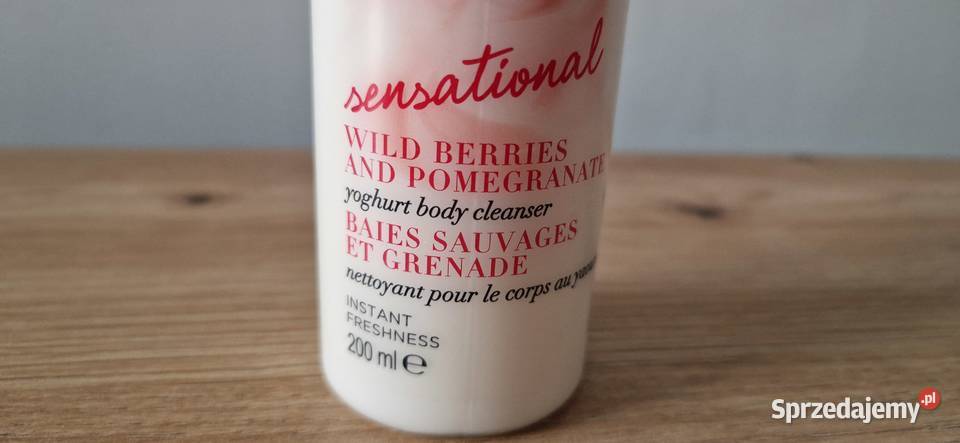 sensational
WILD BERRIES
AND POMEGRANATE
yoghurt body cleanser
BAIES SAUVAGES
ET GRENADE
nettoyant pour le corps au
INSTANT
FRESHNESS
200 ml ℮
Sprzedajemy.pl